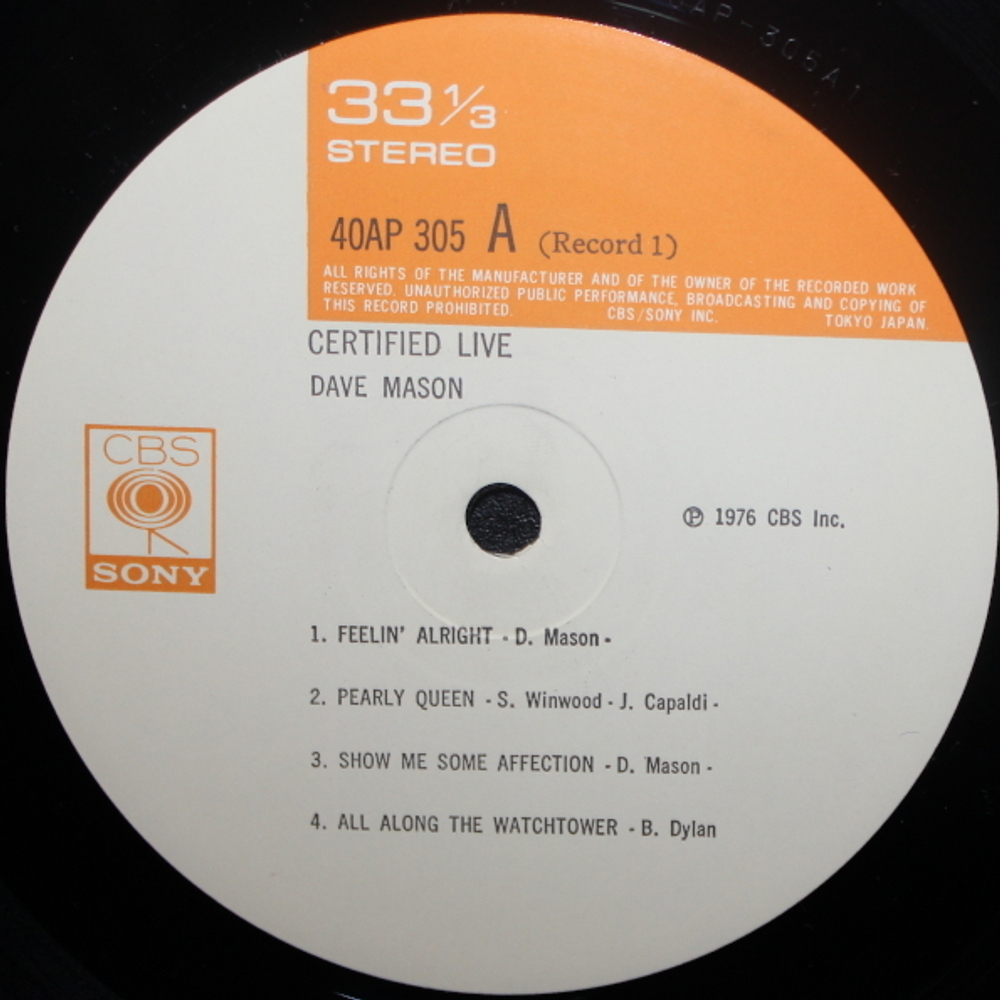 33 1/3
STEREO
40AP 305 A (Record 1)
ALL RIGHTS OF THE MANUFACTURER AND OF THE OWNER OF THE RECORDED WORK
RESERVED. UNAUTHORIZED PUBLIC PERFORMANCE, BROADCASTING AND COPYING OF
THIS RECORD PROHIBITED. CBS/SONY INC. TOKYO JAPAN.
CERTIFIED LIVE
DAVE MASON
CBS
SONY
℗ 1976 CBS Inc.
1. FEELIN' ALRIGHT - D. Mason -
2. PEARLY QUEEN - S. Winwood - J. Capaldi -
3. SHOW ME SOME AFFECTION - D. Mason -
4. ALL ALONG THE WATCHTOWER - B. Dylan